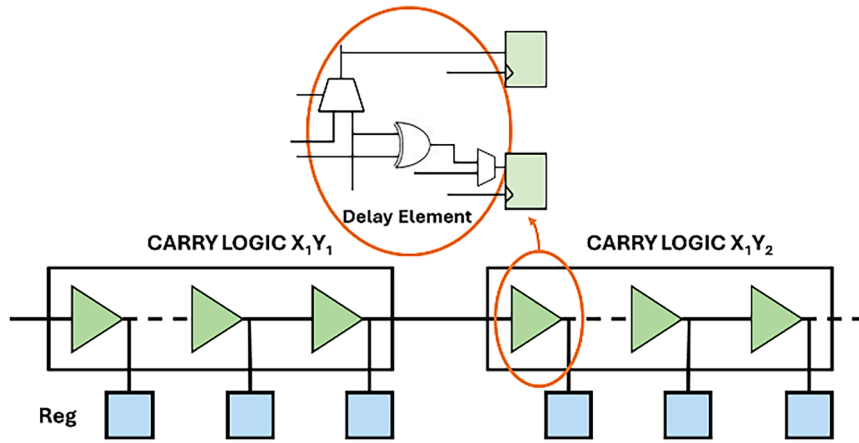 Delay Element
CARRY LOGIC X₁Y₁
CARRY LOGIC X₁Y₂
Reg